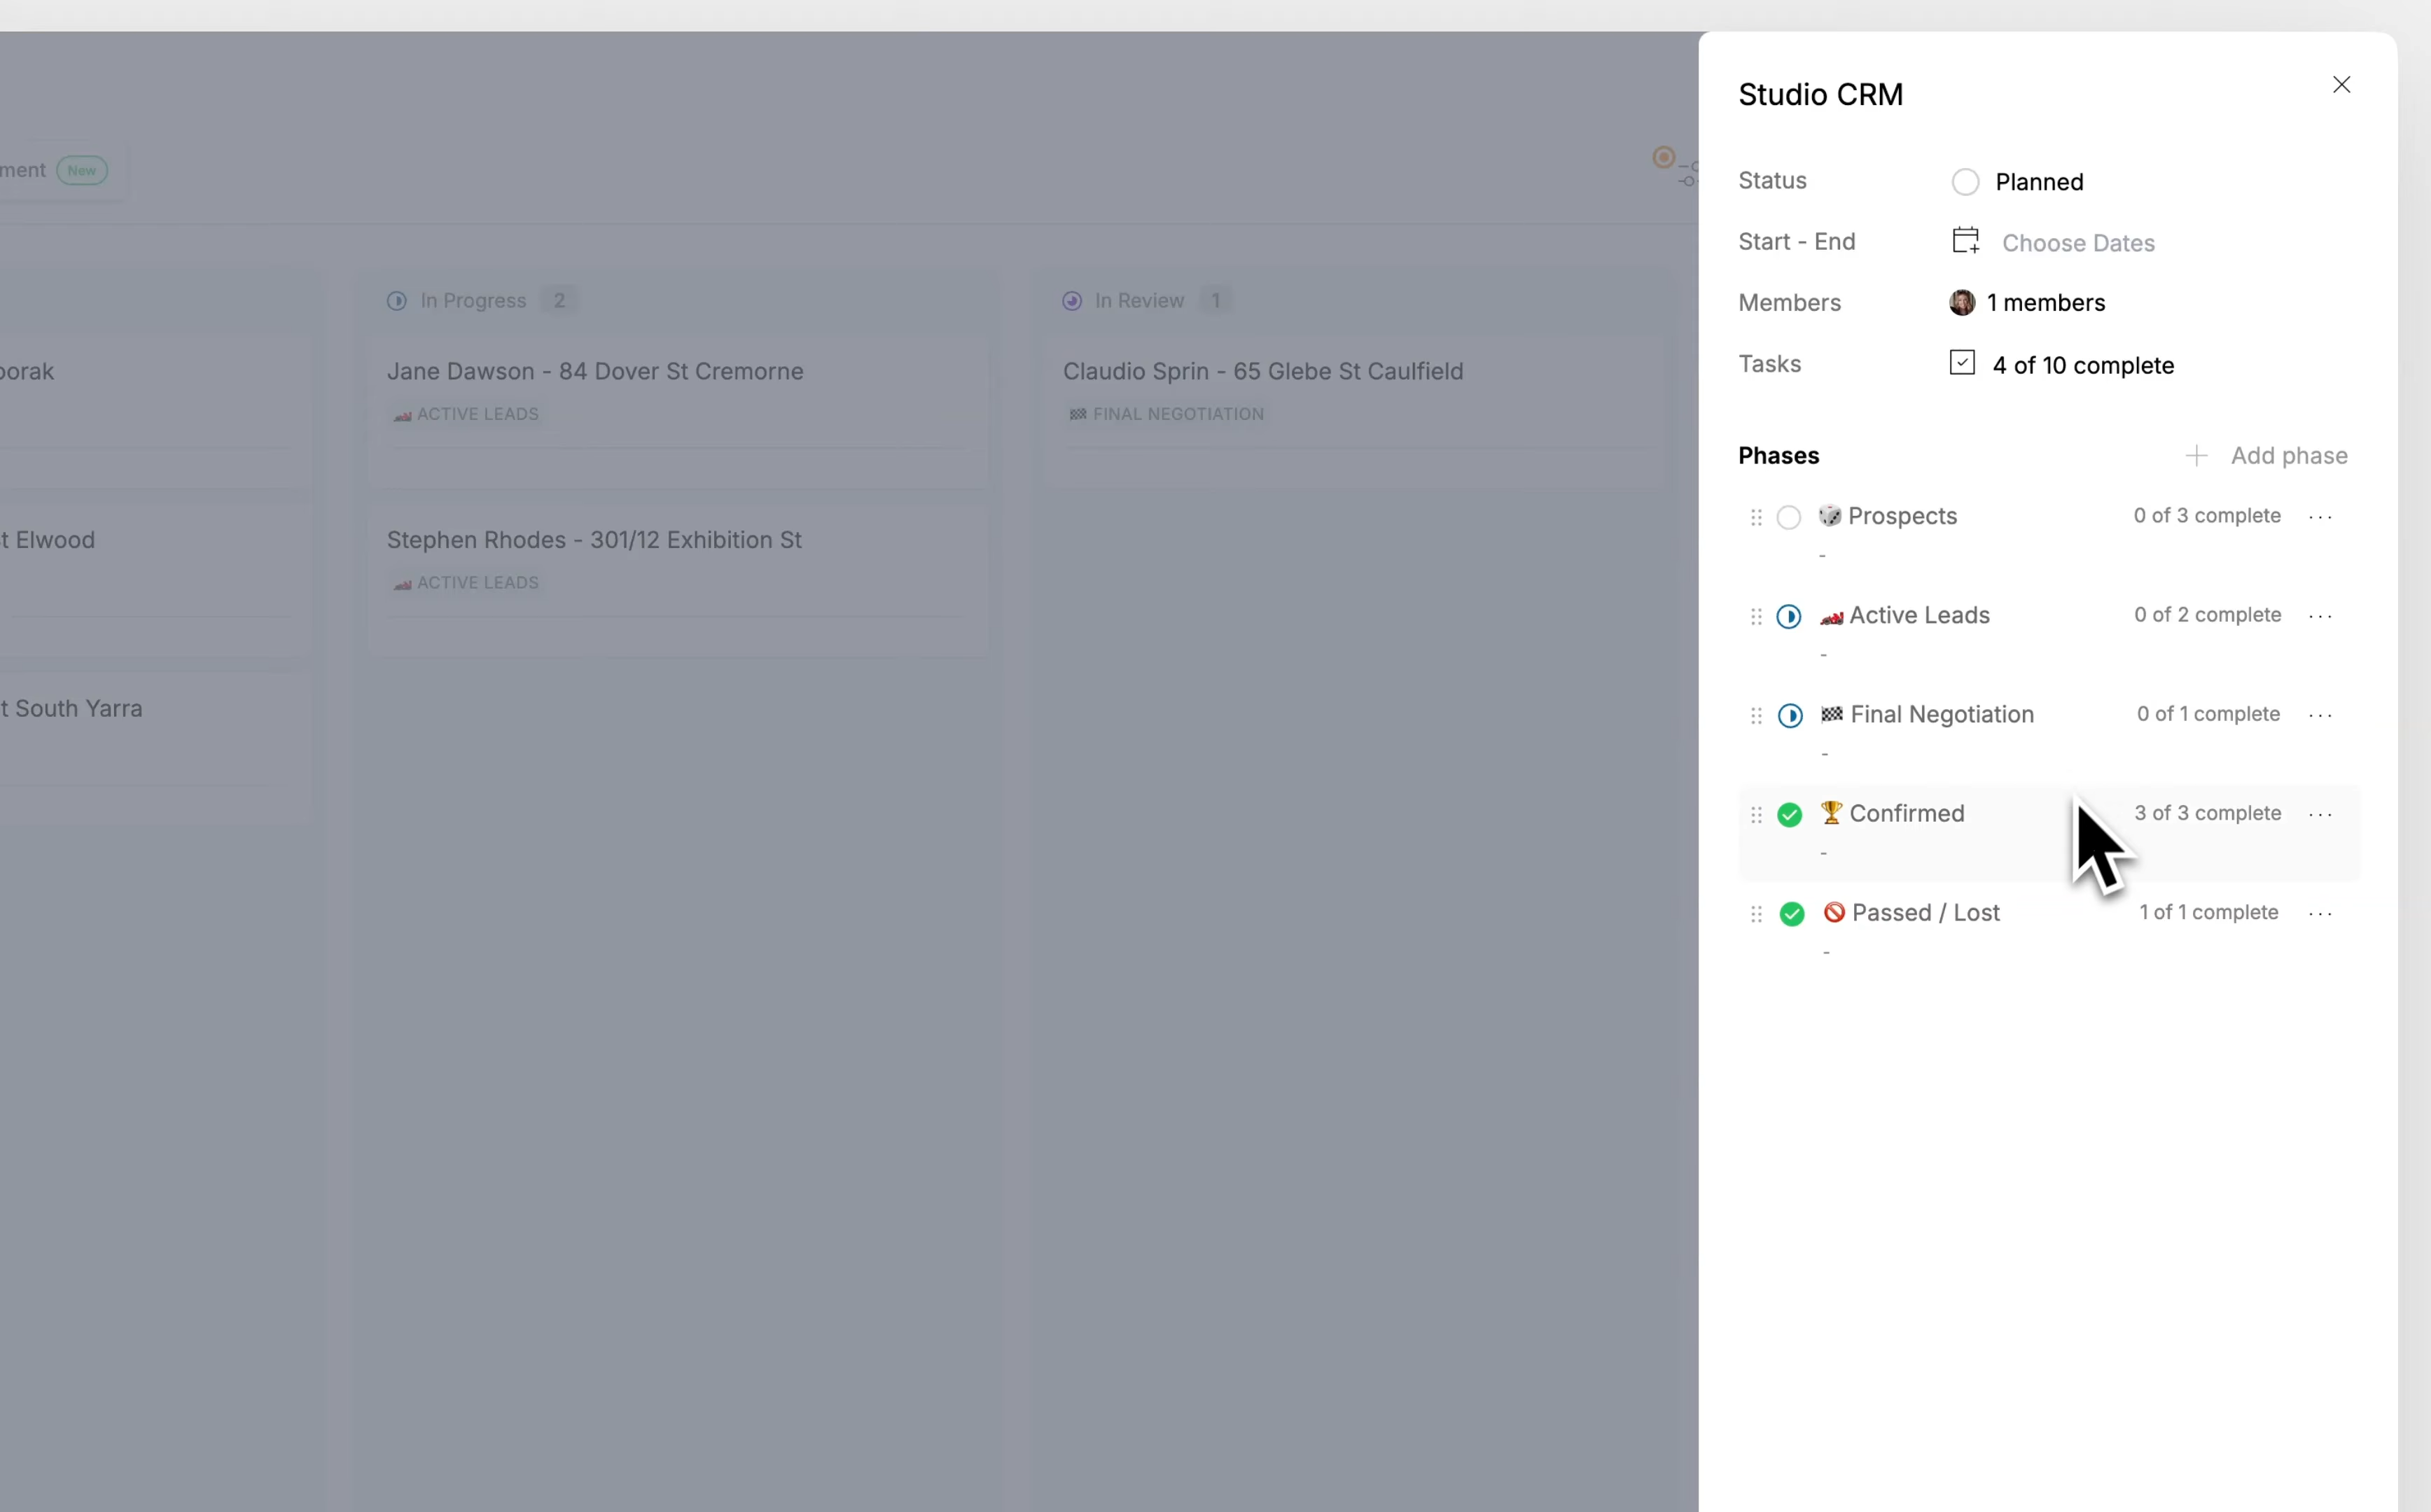 ment New
In Progress 2
In Review 1
orak
Jane Dawson - 84 Dover St Cremorne
ACTIVE LEADS
Claudio Sprin - 65 Glebe St Caulfield
FINAL NEGOTIATION
t Elwood
Stephen Rhodes - 301/12 Exhibition St
ACTIVE LEADS
t South Yarra
Studio CRM
Status Planned
Start - End Choose Dates
Members 1 members
Tasks 4 of 10 complete
Phases Add phase
Prospects 0 of 3 complete ...
-
Active Leads 0 of 2 complete ...
-
Final Negotiation 0 of 1 complete ...
-
Confirmed 3 of 3 complete ...
-
Passed / Lost 1 of 1 complete ...
-